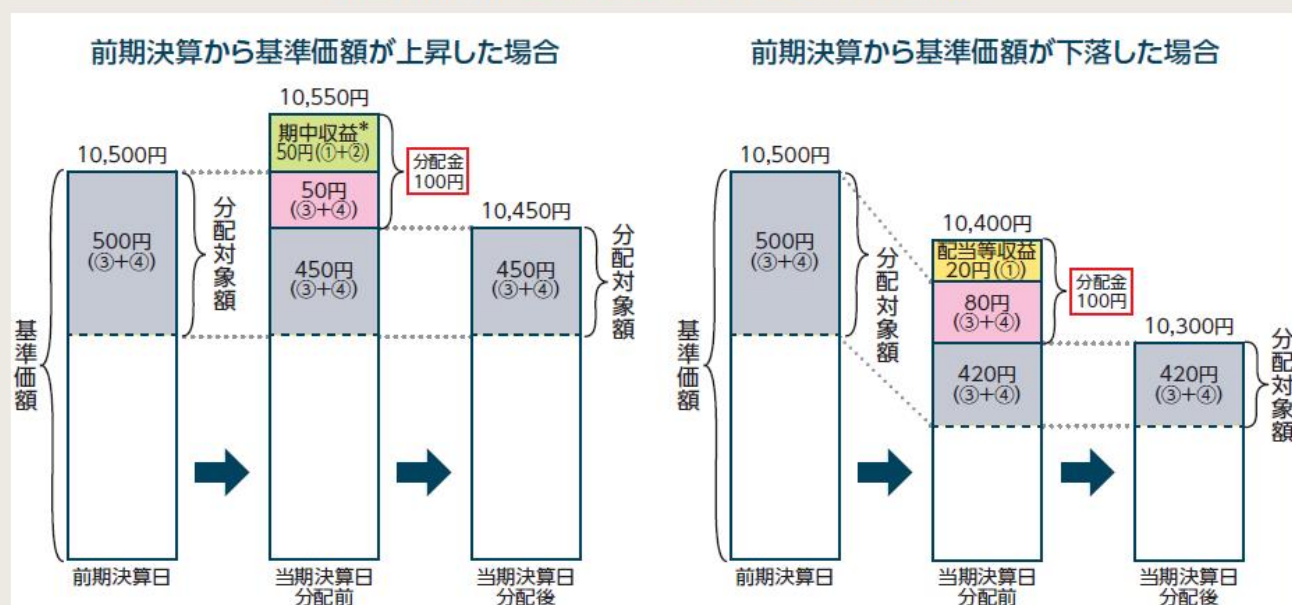 前期決算から基準価額が上昇した場合
10,500円
500円
(③+④)
分配対象額
基準価額
前期決算日
10,550円
期中収益*
50円(①+②)
50円
(③+④)
450円
(③+④)
分配金
100円
当期決算日
分配前
10,450円
450円
(③+④)
分配対象額
当期決算日
分配後
前期決算から基準価額が下落した場合
10,500円
500円
(③+④)
分配対象額
基準価額
前期決算日
10,400円
配当等収益
20円(①)
80円
(③+④)
420円
(③+④)
分配金
100円
当期決算日
分配前
10,300円
420円
(③+④)
分配対象額
当期決算日
分配後